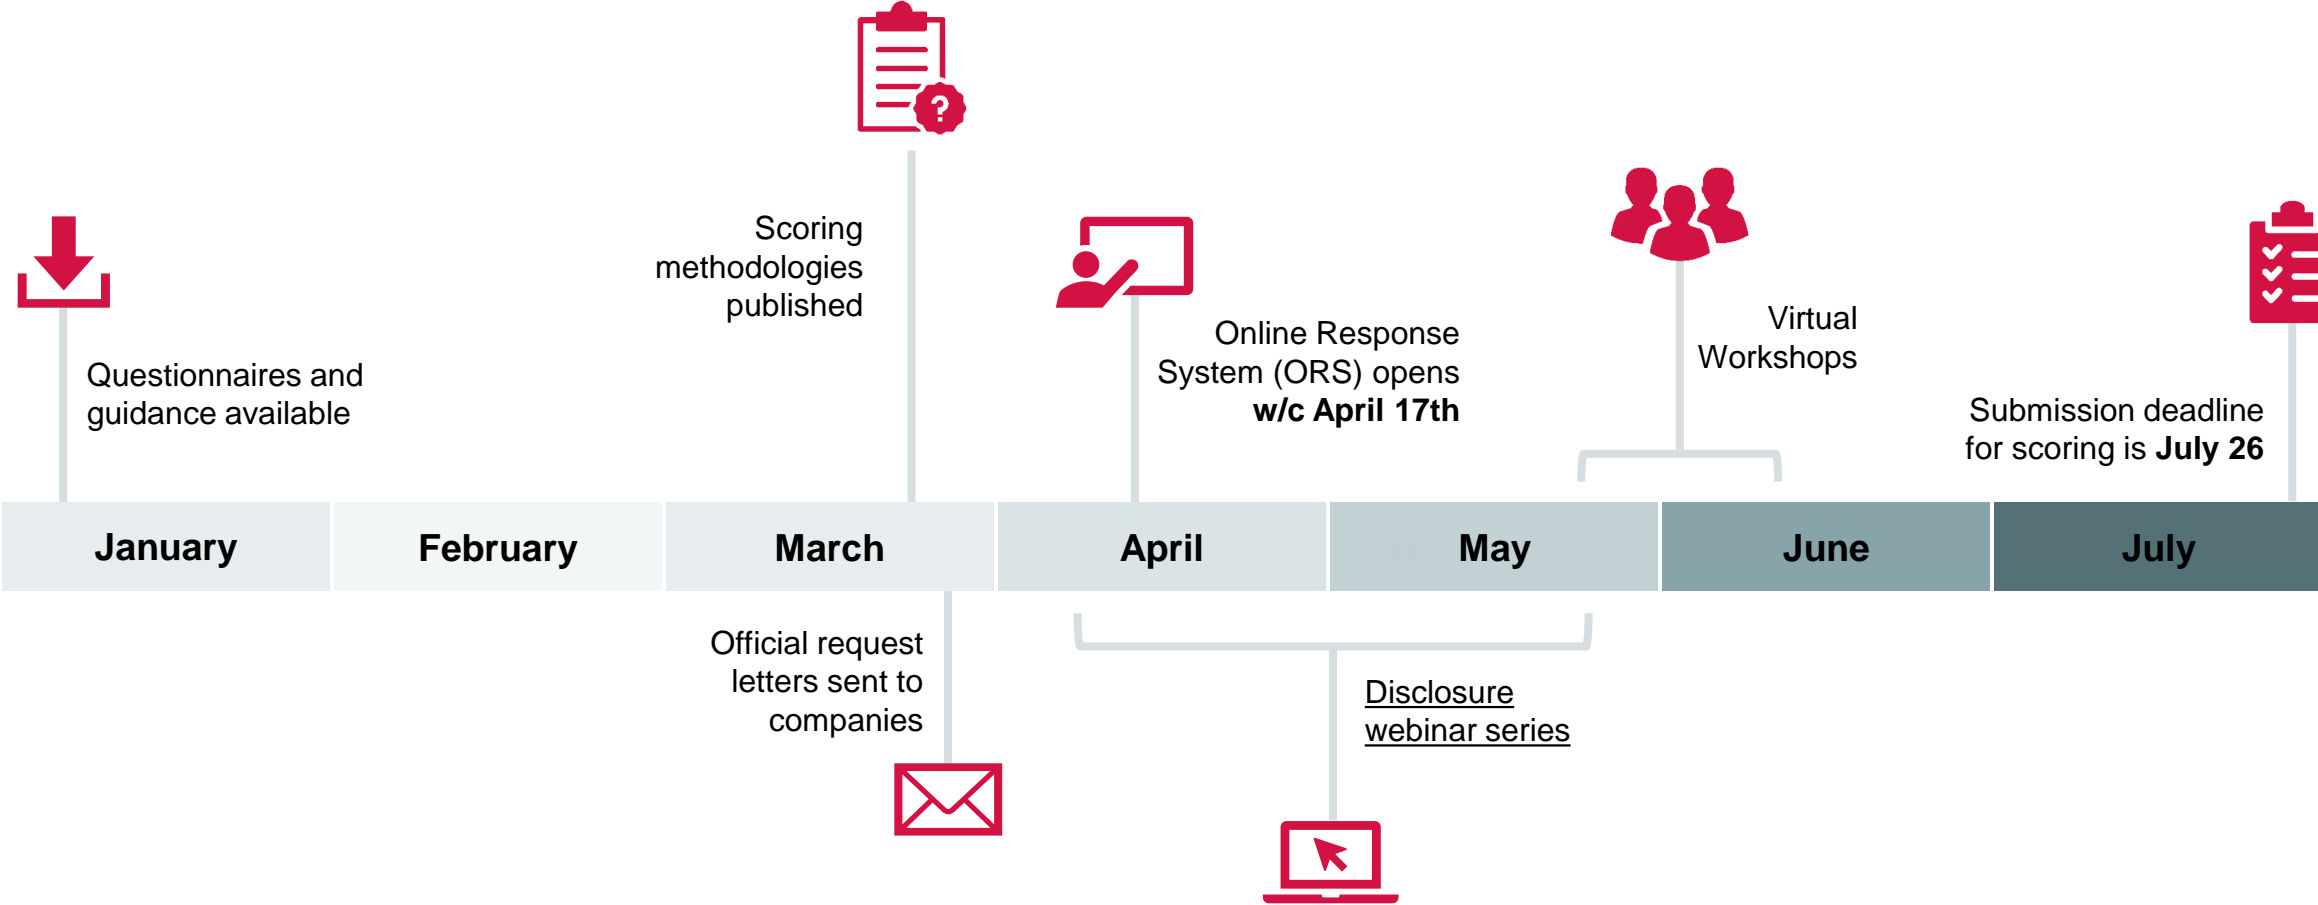 Scoring
methodologies
published
Questionnaires and
guidance available
Online Response
System (ORS) opens
w/c April 17th
Virtual
Workshops
Submission deadline
for scoring is July 26
January
February
March
April
May
June
July
Official request
letters sent to
companies
Disclosure
webinar series
?